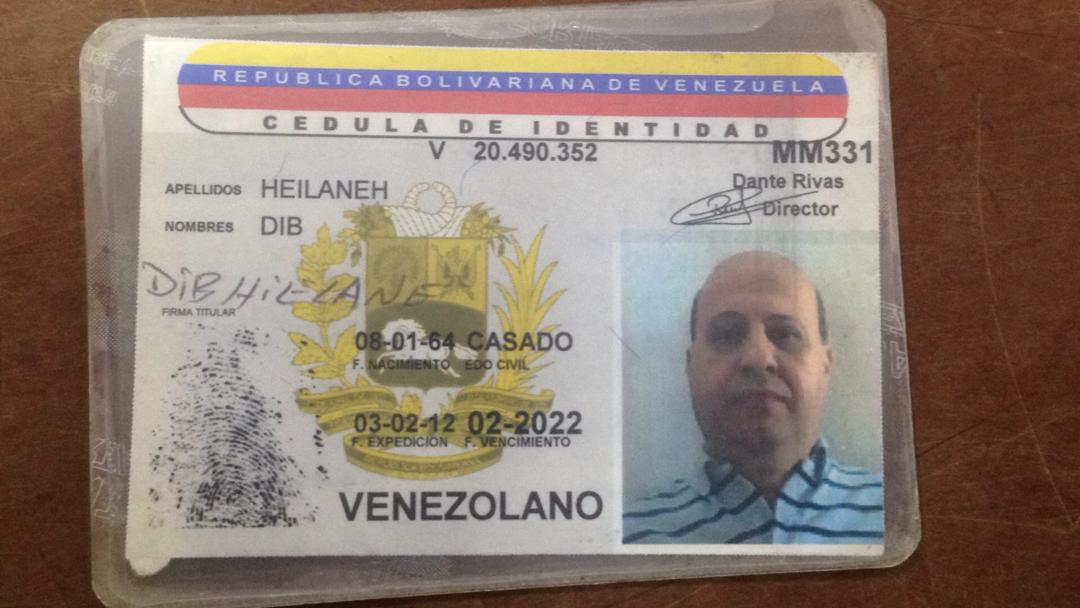 REPUBLICA BOLIVARIANA DE VENEZUELA
CEDULA DE IDENTIDAD
V 20.490.352
MM331
APELLIDOS HEILANEH
Dante Rivas
Director
NOMBRES DIB
DiB HiLLANE
FIRMA TITULAR
08-01-64 CASADO
F. NACIMIENTO EDO CIVIL
03-02-12 02-2022
F. EXPEDICION F. VENCIMIENTO
VENEZOLANO